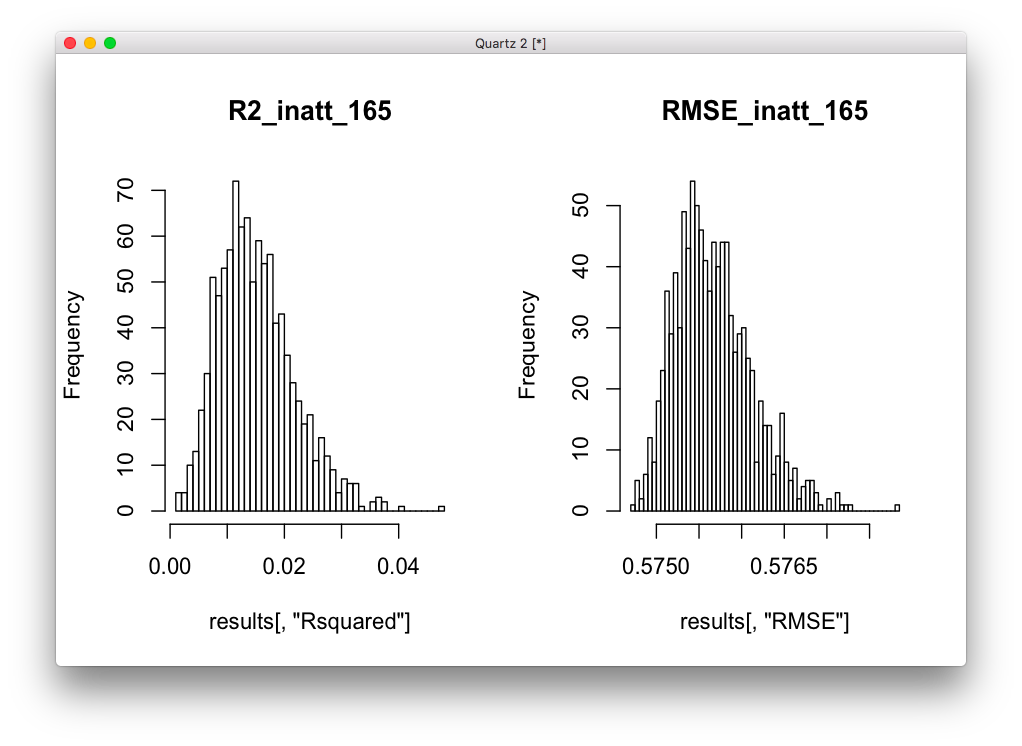 Quartz 2 [*]
R2_inatt_165
Frequency
0 10 20 30 40 50 60 70
0.00 0.02 0.04
results[, "Rsquared"]
RMSE_inatt_165
Frequency
0 10 20 30 40 50
0.5750 0.5765
results[, "RMSE"]